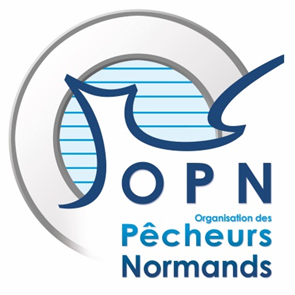 OPN
Organisation des
Pêcheurs
Normands